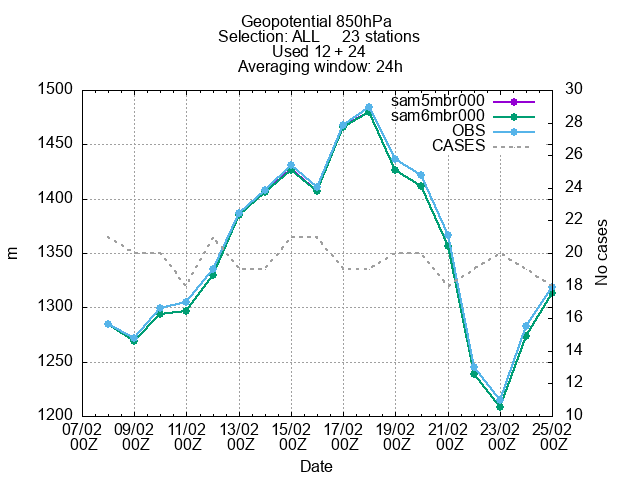 Geopotential 850hPa
Selection: ALL 23 stations
Used 12 + 24
Averaging window: 24h
sam5mbr000
sam6mbr000
OBS
CASES
1500
1450
1400
1350
1300
1250
1200
m
30
28
26
24
22
20
18
16
14
12
10
No cases
07/02 09/02 11/02 13/02 15/02 17/02 19/02 21/02 23/02 25/02
00Z 00Z 00Z 00Z 00Z 00Z 00Z 00Z 00Z 00Z
Date